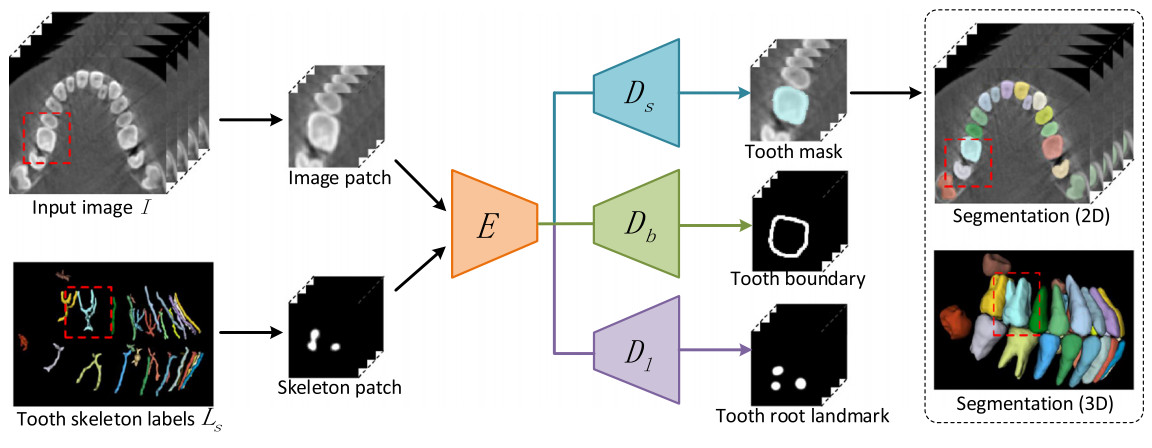 Input image I
Image patch
E
D_s
D_b
D_1
Tooth mask
Tooth boundary
Tooth root landmark
Segmentation (2D)
Segmentation (3D)
Tooth skeleton labels L_s
Skeleton patch